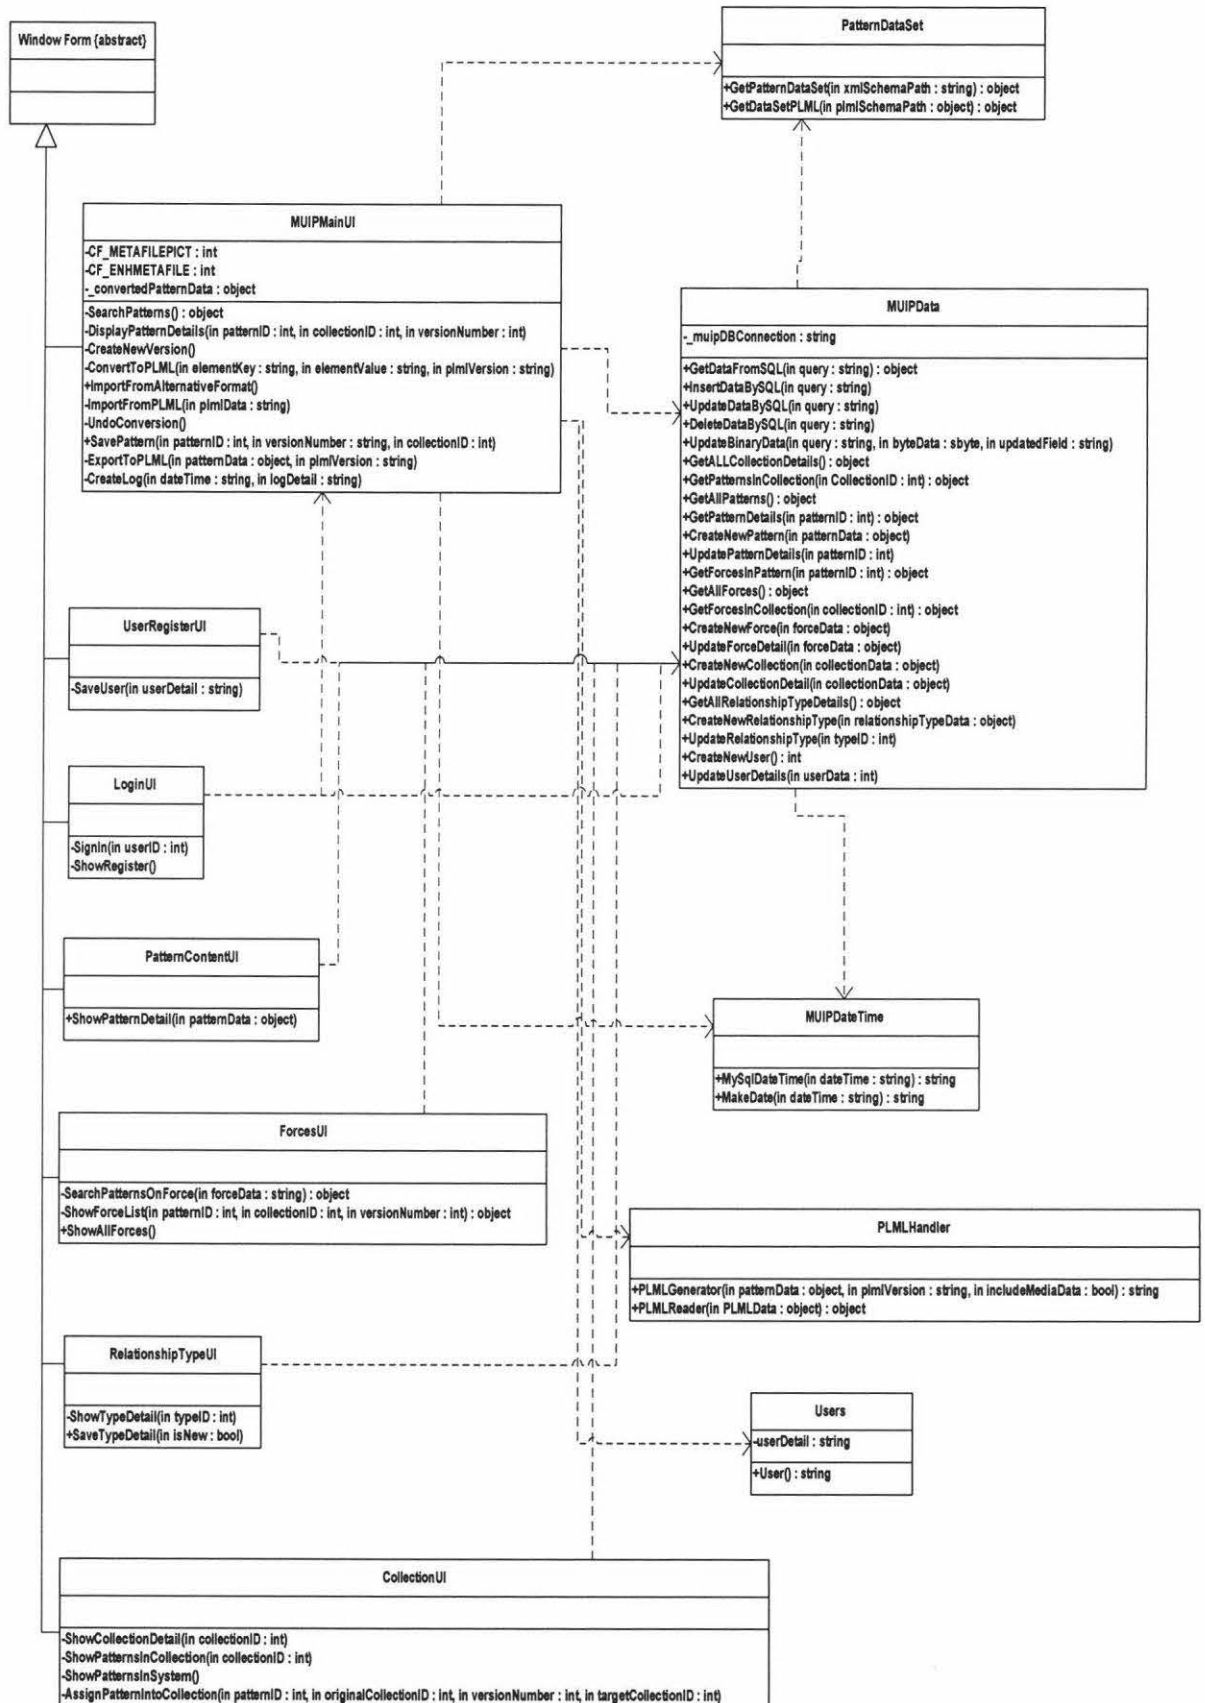 Window Form {abstract}
PatternDataSet
+GetPatternDataSet(in xmlSchemaPath : string) : object
+GetDataSetPLML(in plmlSchemaPath : object) : object
MUIPMainUI
-CF_METAFILEPICT : int
-CF_ENHMETAFILE : int
-_convertedPatternData : object
-SearchPatterns() : object
-DisplayPatternDetails(in patternID : int, in collectionID : int, in versionNumber : int)
-CreateNewVersion()
-ConvertToPLML(in elementKey : string, in elementValue : string, in plmlVersion : string)
+ImportFromAlternativeFormat()
-ImportFromPLML(in plmlData : string)
-UndoConversion()
+SavePattern(in patternID : int, in versionNumber : string, in collectionID : int)
-ExportToPLML(in patternData : object, in plmlVersion : string)
-CreateLog(in dateTime : string, in logDetail : string)
MUIPData
-_muipDBConnection : string
+GetDataFromSQL(in query : string) : object
+InsertDataBySQL(in query : string)
+UpdateDataBySQL(in query : string)
+DeleteDataBySQL(in query : string)
+UpdateBinaryData(in query : string, in byteData : sbyte, in updatedField : string)
+GetALLCollectionDetails() : object
+GetPatternsInCollection(in CollectionID : int) : object
+GetAllPatterns() : object
+GetPatternDetails(in patternID : int) : object
+CreateNewPattern(in patternData : object)
+UpdatePatternDetails(in patternID : int)
+GetForcesInPattern(in patternID : int) : object
+GetAllForces() : object
+GetForcesInCollection(in collectionID : int) : object
+CreateNewForce(in forceData : object)
+UpdateForceDetail(in forceData : object)
+CreateNewCollection(in collectionData : object)
+UpdateCollectionDetail(in collectionData : object)
+GetAllRelationshipTypeDetails() : object
+CreateNewRelationshipType(in relationshipTypeData : object)
+UpdateRelationshipType(in typeID : int)
+CreateNewUser() : int
+UpdateUserDetails(in userData : int)
UserRegisterUI
-SaveUser(in userDetail : string)
LoginUI
-SignIn(in userID : int)
-ShowRegister()
PatternContentUI
+ShowPatternDetail(in patternData : object)
MUIPDateTime
+MySqlDateTime(in dateTime : string) : string
+MakeDate(in dateTime : string) : string
ForcesUI
-SearchPatternsOnForce(in forceData : string) : object
-ShowForceList(in patternID : int, in collectionID : int, in versionNumber : int) : object
+ShowAllForces()
PLMLHandler
+PLMLGenerator(in patternData : object, in plmlVersion : string, in includeMediaData : bool) : string
+PLMLReader(in PLMLData : object) : object
RelationshipTypeUI
-ShowTypeDetail(in typeID : int)
+SaveTypeDetail(in isNew : bool)
Users
-userDetail : string
+User() : string
CollectionUI
-ShowCollectionDetail(in collectionID : int)
-ShowPatternsInCollection(in collectionID : int)
-ShowPatternsInSystem()
-AssignPatternIntoCollection(in patternID : int, in originalCollectionID : int, in versionNumber : int, in targetCollectionID : int)